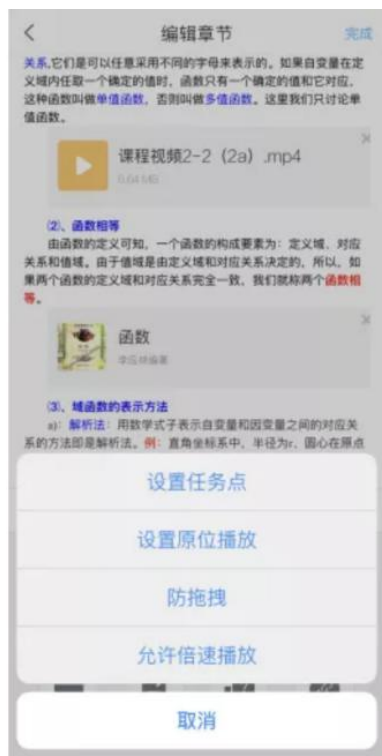 编辑章节
完成
关系,它们是可以任意采用不同的字母来表示的。如果自变量在定
义域内任取一个确定的值时，函数只有一个确定的值和它对应，
这种函数叫做单值函数，否则叫做多值函数。这里我们只讨论单
值函数。
课程视频2-2（2a）.mp4
6.64 MB
⑵、函数相等
由函数的定义可知，一个函数的构成要素为：定义域、对应
关系和值域。由于值域是由定义域和对应关系决定的，所以，如
果两个函数的定义域和对应关系完全一致，我们就称两个函数相
等。
函数
李应林编著
⑶、域函数的表示方法
a)：解析法：用数学式子表示自变量和因变量之间的对应关
系的方法即是解析法。例：直角坐标系中，半径为r、圆心在原点
设置任务点
设置原位播放
防拖拽
允许倍速播放
取消